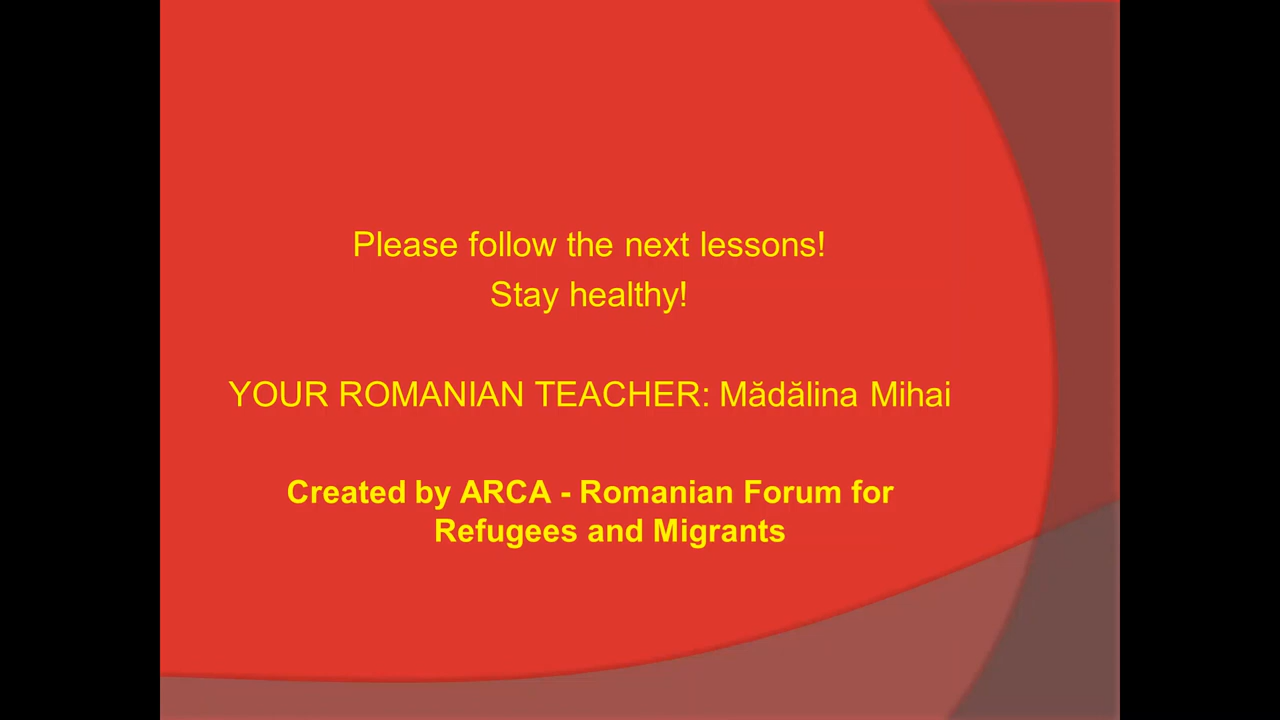 Please follow the next lessons!
Stay healthy!
YOUR ROMANIAN TEACHER: Mădălina Mihai
Created by ARCA - Romanian Forum for
Refugees and Migrants